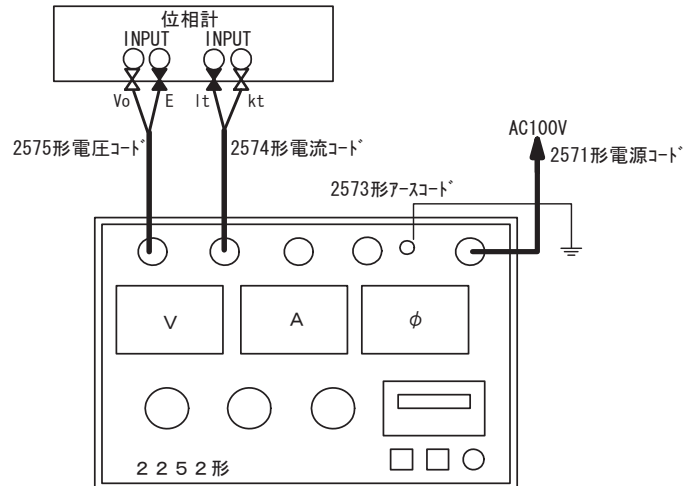 位相計
INPUT INPUT
Vo E It kt
AC100V
2575形電圧ｺｰﾄﾞ 2574形電流ｺｰﾄﾞ 2571形電源ｺｰﾄﾞ
2573形ｱｰｽｺｰﾄﾞ
V A φ
２２５２形